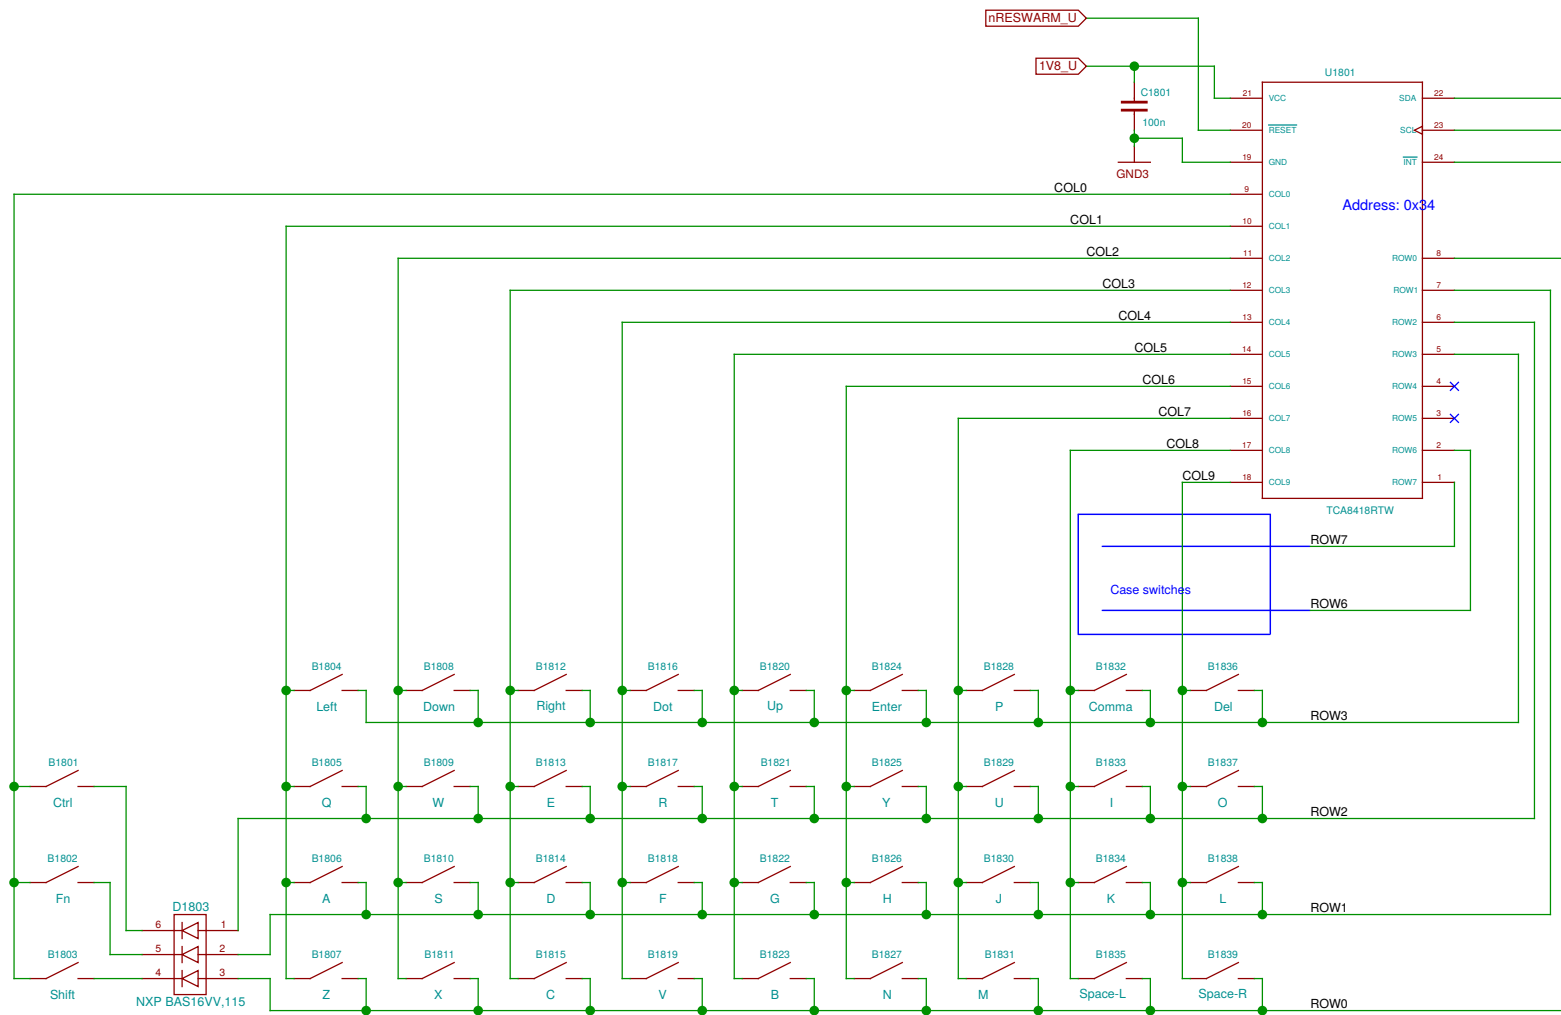 nRESWARM_U
1V8_U
C1801
100n
GND3
U1801
21 VCC SDA 22
20 RESET SCL 23
19 GND INT 24
COL0 9 COL0
Address: 0x34
COL1 10 COL1
COL2 11 COL2 ROW0 8
COL3 12 COL3 ROW1 7
COL4 13 COL4 ROW2 6
COL5 14 COL5 ROW3 5
COL6 15 COL6 ROW4 4
COL7 16 COL7 ROW5 3
COL8 17 COL8 ROW6 2
COL9 18 COL9 ROW7 1
TCA8418RTW
ROW7
Case switches
ROW6
B1804 B1808 B1812 B1816 B1820 B1824 B1828 B1832 B1836
Left Down Right Dot Up Enter P Comma Del
ROW3
B1801 B1805 B1809 B1813 B1817 B1821 B1825 B1829 B1833 B1837
Ctrl Q W E R T Y U I O
ROW2
B1802 B1806 B1810 B1814 B1818 B1822 B1826 B1830 B1834 B1838
Fn A S D F G H J K L
D1803
ROW1
6 1
5 2
4 3
B1803 B1807 B1811 B1815 B1819 B1823 B1827 B1831 B1835 B1839
Shift Z X C V B N M Space-L Space-R
NXP BAS16VV,115
ROW0